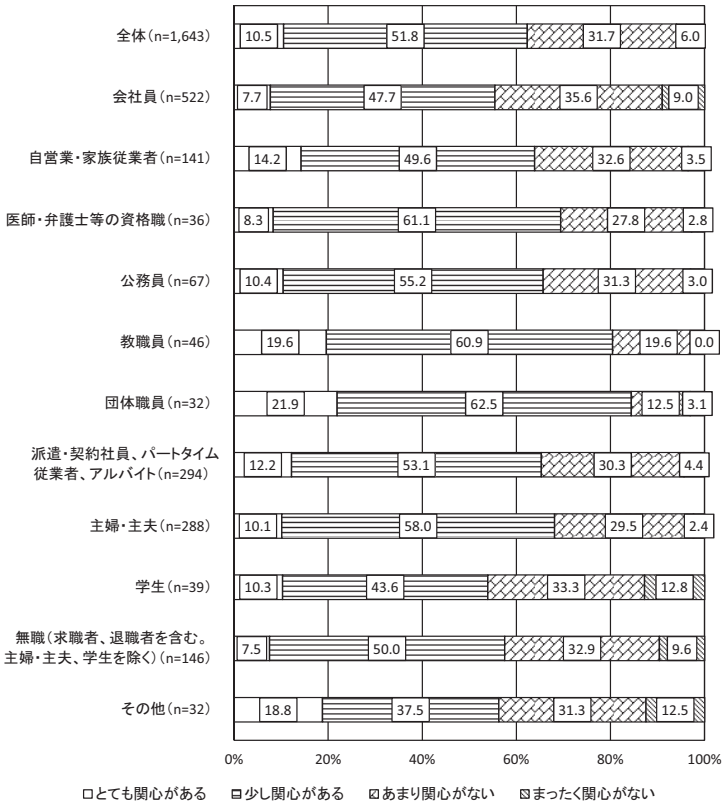 全体(n=1,643)
10.5 51.8 31.7 6.0
会社員(n=522)
7.7 47.7 35.6 9.0
自営業・家族従業者(n=141)
14.2 49.6 32.6 3.5
医師・弁護士等の資格職(n=36)
8.3 61.1 27.8 2.8
公務員(n=67)
10.4 55.2 31.3 3.0
教職員(n=46)
19.6 60.9 19.6 0.0
団体職員(n=32)
21.9 62.5 12.5 3.1
派遣・契約社員、パートタイム
従業者、アルバイト(n=294)
12.2 53.1 30.3 4.4
主婦・主夫(n=288)
10.1 58.0 29.5 2.4
学生(n=39)
10.3 43.6 33.3 12.8
無職(求職者、退職者を含む。
主婦・主夫、学生を除く)(n=146)
7.5 50.0 32.9 9.6
その他(n=32)
18.8 37.5 31.3 12.5
0% 20% 40% 60% 80% 100%
とても関心がある 少し関心がある あまり関心がない まったく関心がない